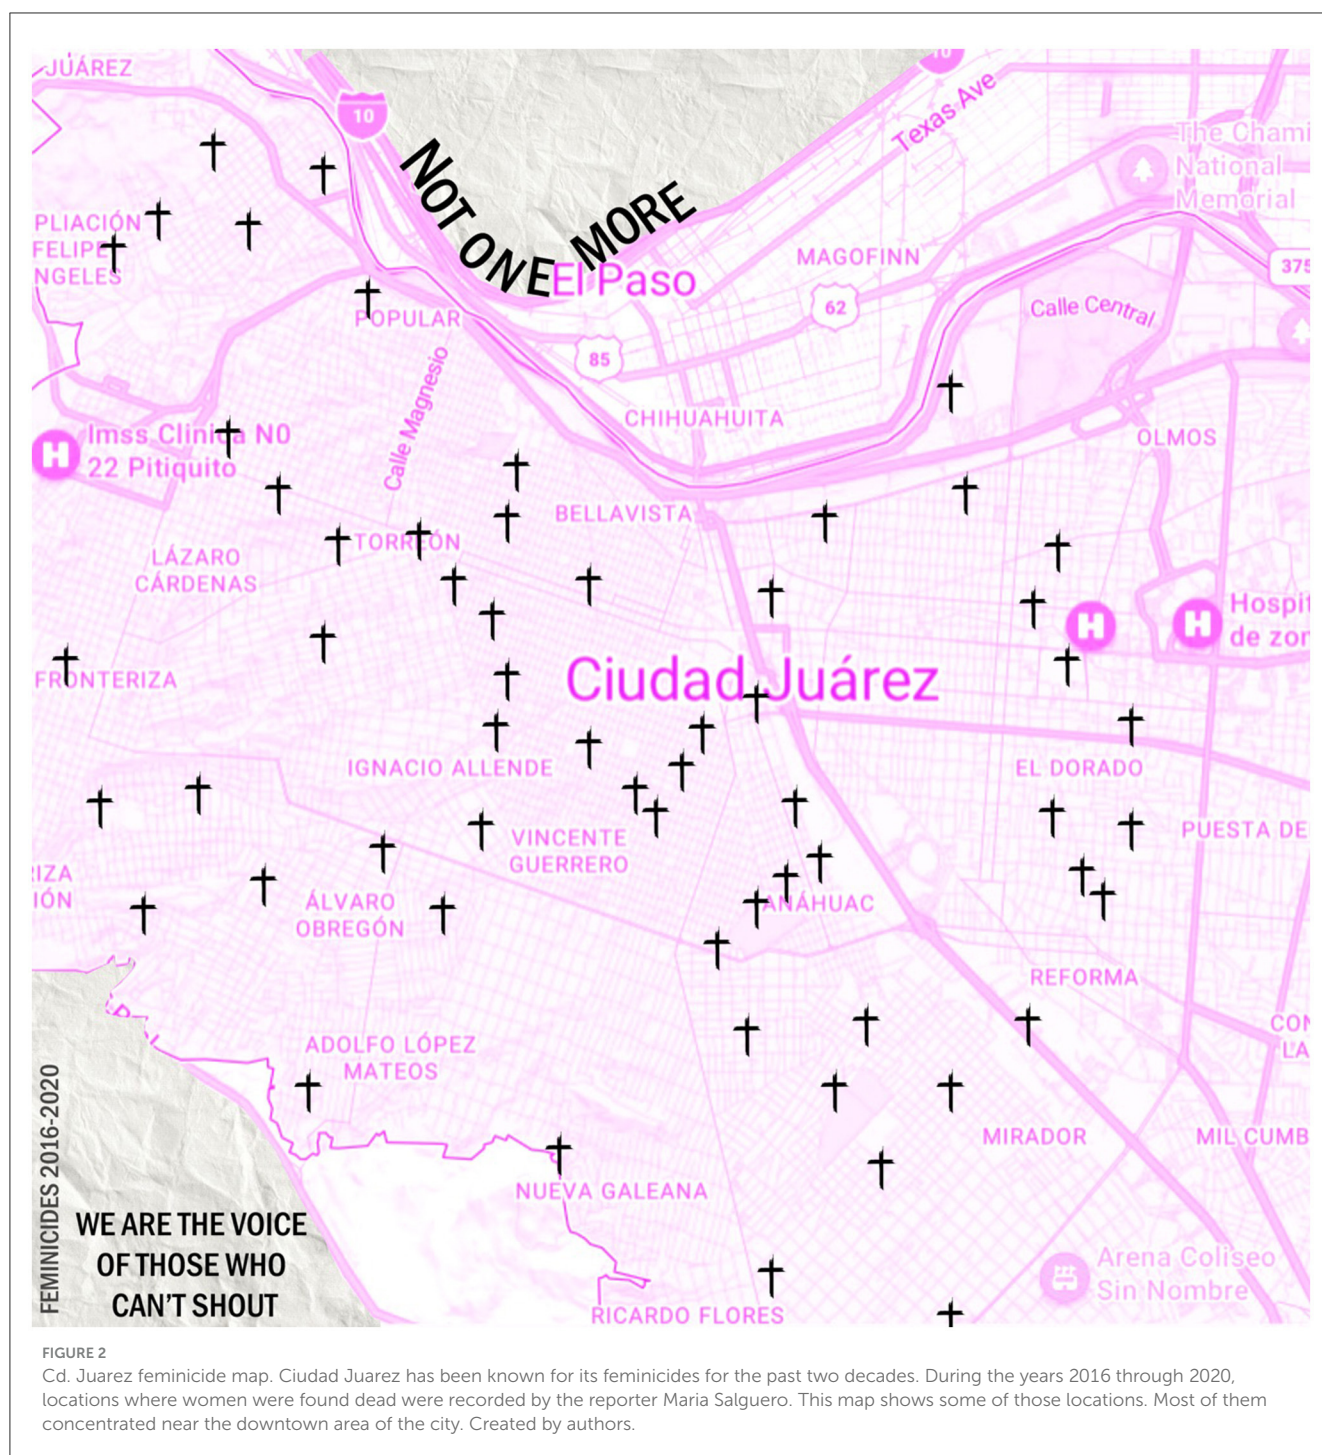 JUÁREZ
10
10
Texas Ave
The Chami
National
Memorial
NOT ONE MORE
PLIACIÓN
FELIPE
NGELES
El Paso
MAGOFINN
375
62
Calle Central
POPULAR
85
Calle Magnesio
CHIHUAHUITA
OLMOS
H
Imss Clinica N0
22 Pitiquito
BELLAVISTA
TORREÓN
LÁZARO
CÁRDENAS
H
H
Hospit
de zon
FRONTERIZA
Ciudad Juárez
IGNACIO ALLENDE
EL DORADO
VINCENTE
GUERRERO
PUESTA DE
IZA
IÓN
ÁLVARO
OBREGÓN
ANÁHUAC
REFORMA
CON
LA
ADOLFO LÓPEZ
MATEOS
MIRADOR
MIL CUMB
NUEVA GALEANA
FEMINICIDES 2016-2020
WE ARE THE VOICE
OF THOSE WHO
CAN'T SHOUT
Arena Coliseo
Sin Nombre
RICARDO FLORES
FIGURE 2
Cd. Juarez feminicide map. Ciudad Juarez has been known for its feminicides for the past two decades. During the years 2016 through 2020,
locations where women were found dead were recorded by the reporter Maria Salguero. This map shows some of those locations. Most of them
concentrated near the downtown area of the city. Created by authors.